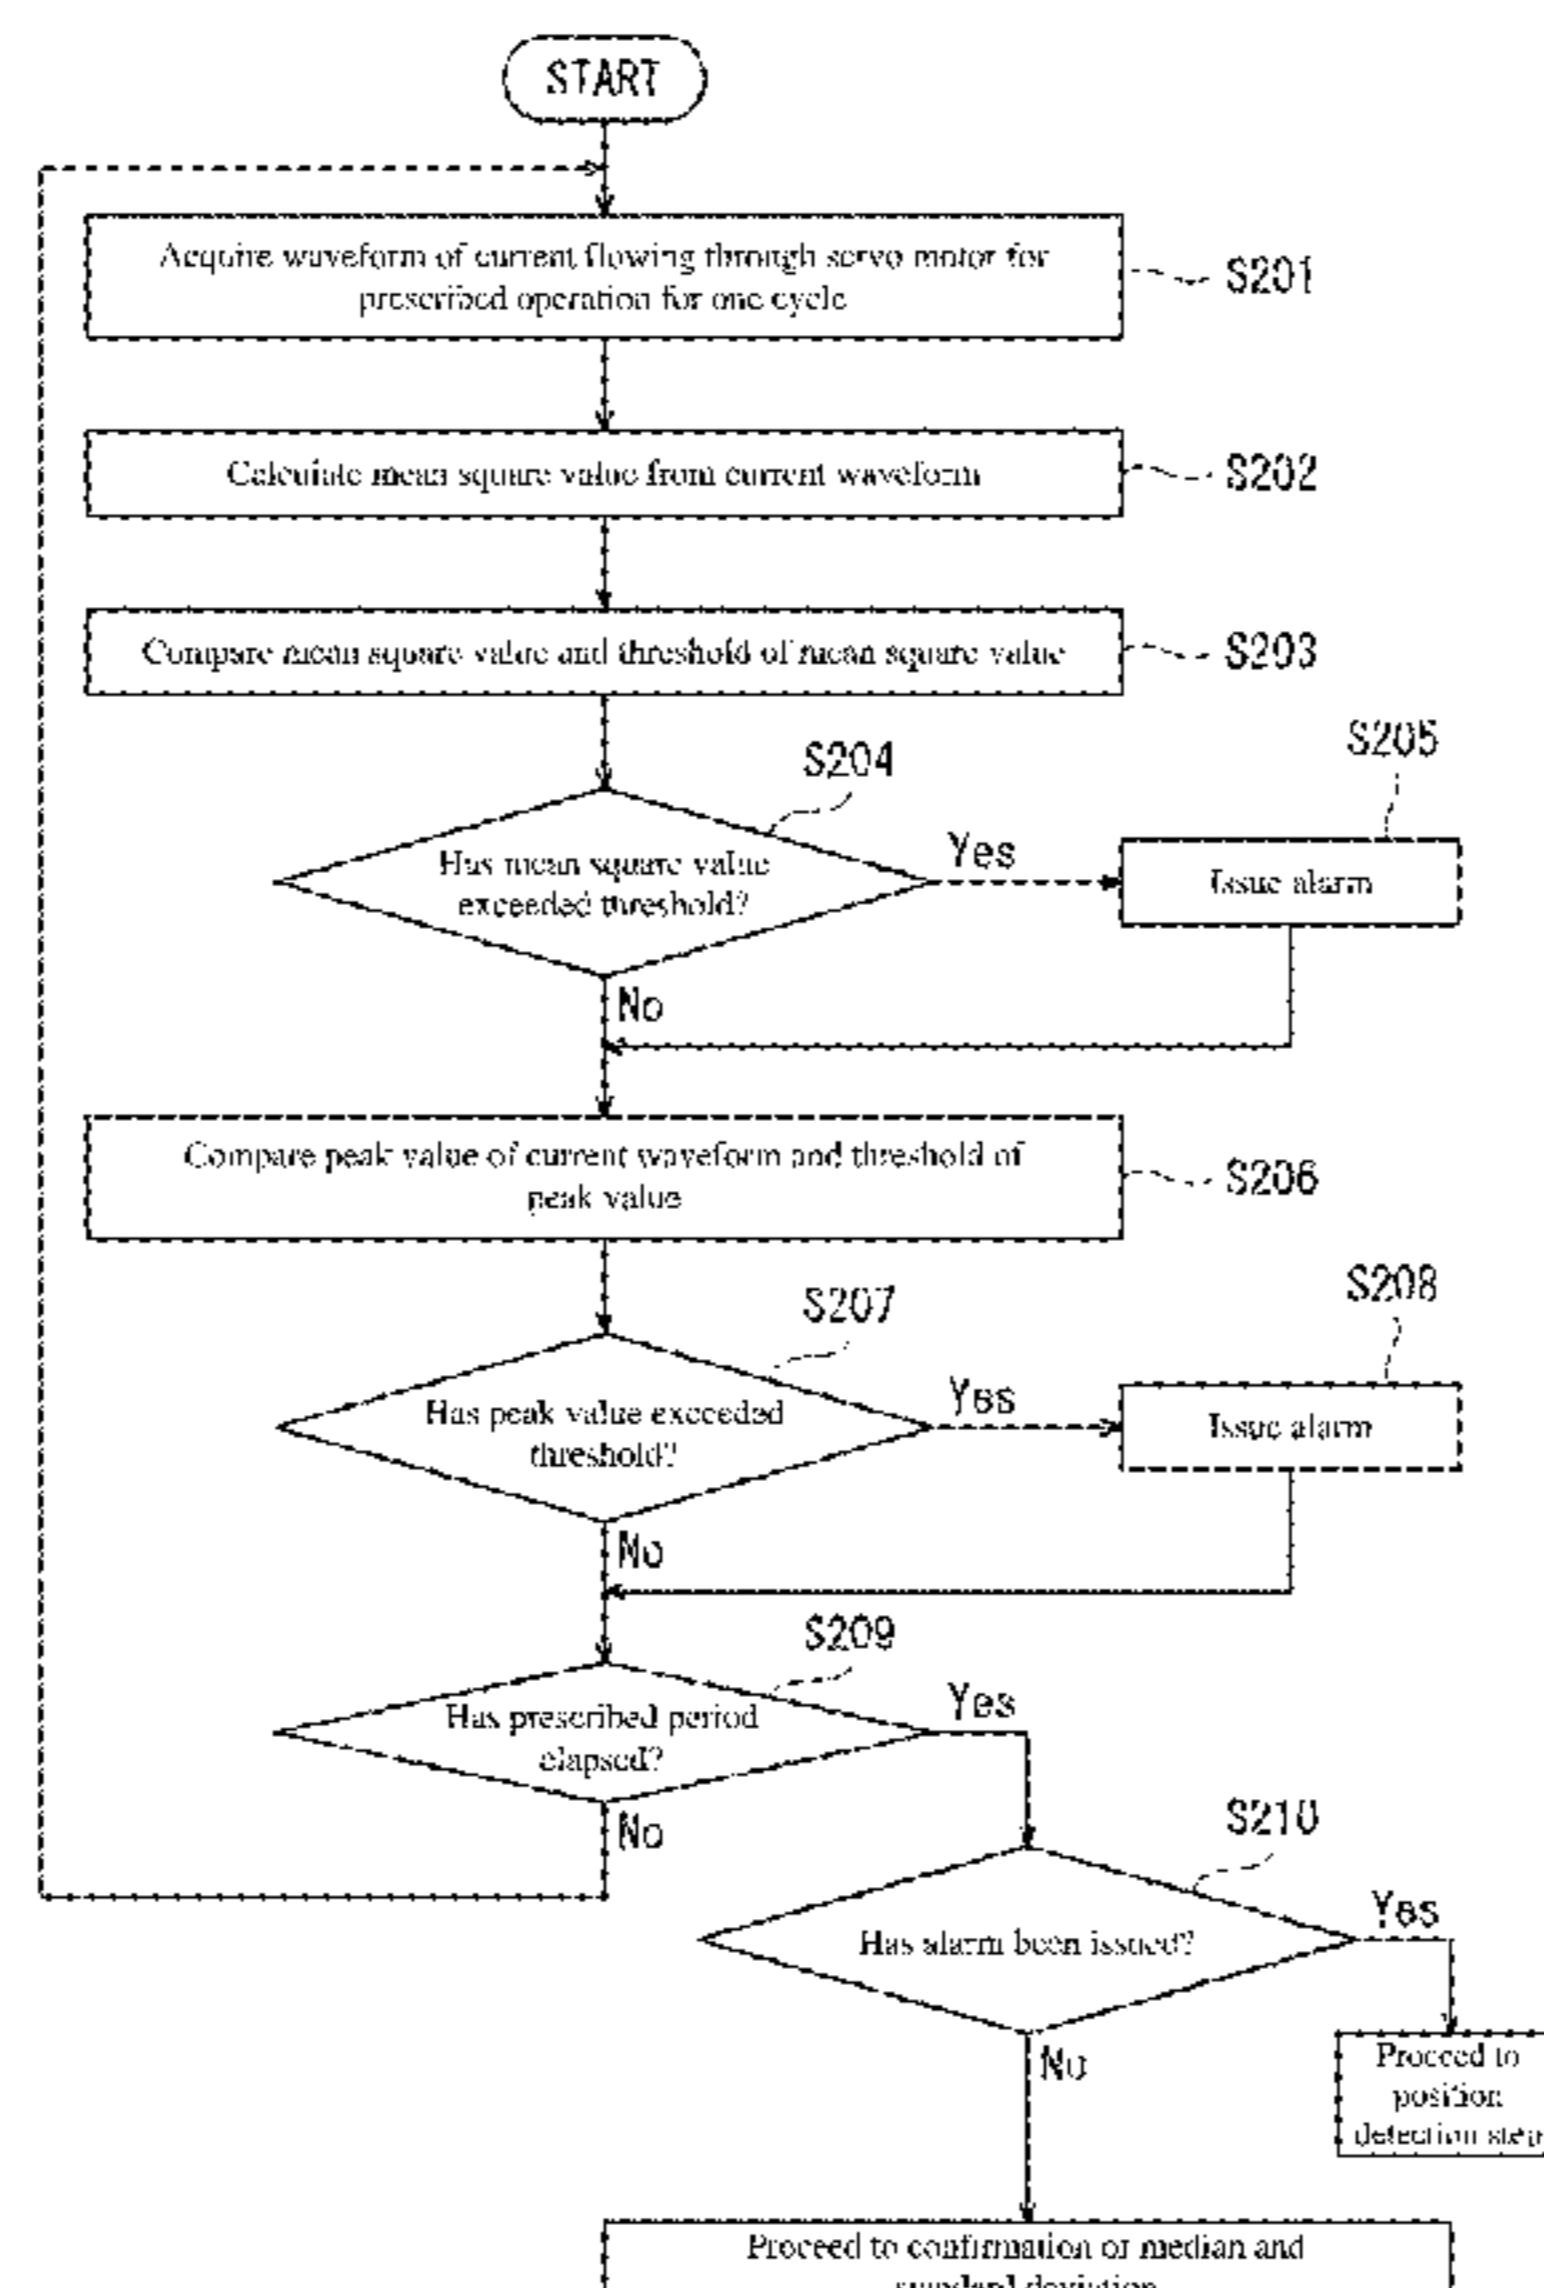 START
Acquire waveform of current flowing through servo motor for
prescribed operation for one cycle
S201
Calculate mean square value from current waveform
S202
Compare mean square value and threshold of mean square value
S203
S204
S205
Has mean square value
exceeded threshold?
Yes
Issue alarm
No
Compare peak value of current waveform and threshold of
peak value
S206
S207
S208
Has peak value exceeded
threshold?
Yes
Issue alarm
No
S209
Has prescribed period
elapsed?
Yes
No
S210
Has alarm been issued?
Yes
No
Proceed to
position
detection step
Proceed to confirmation of median and
standard deviation